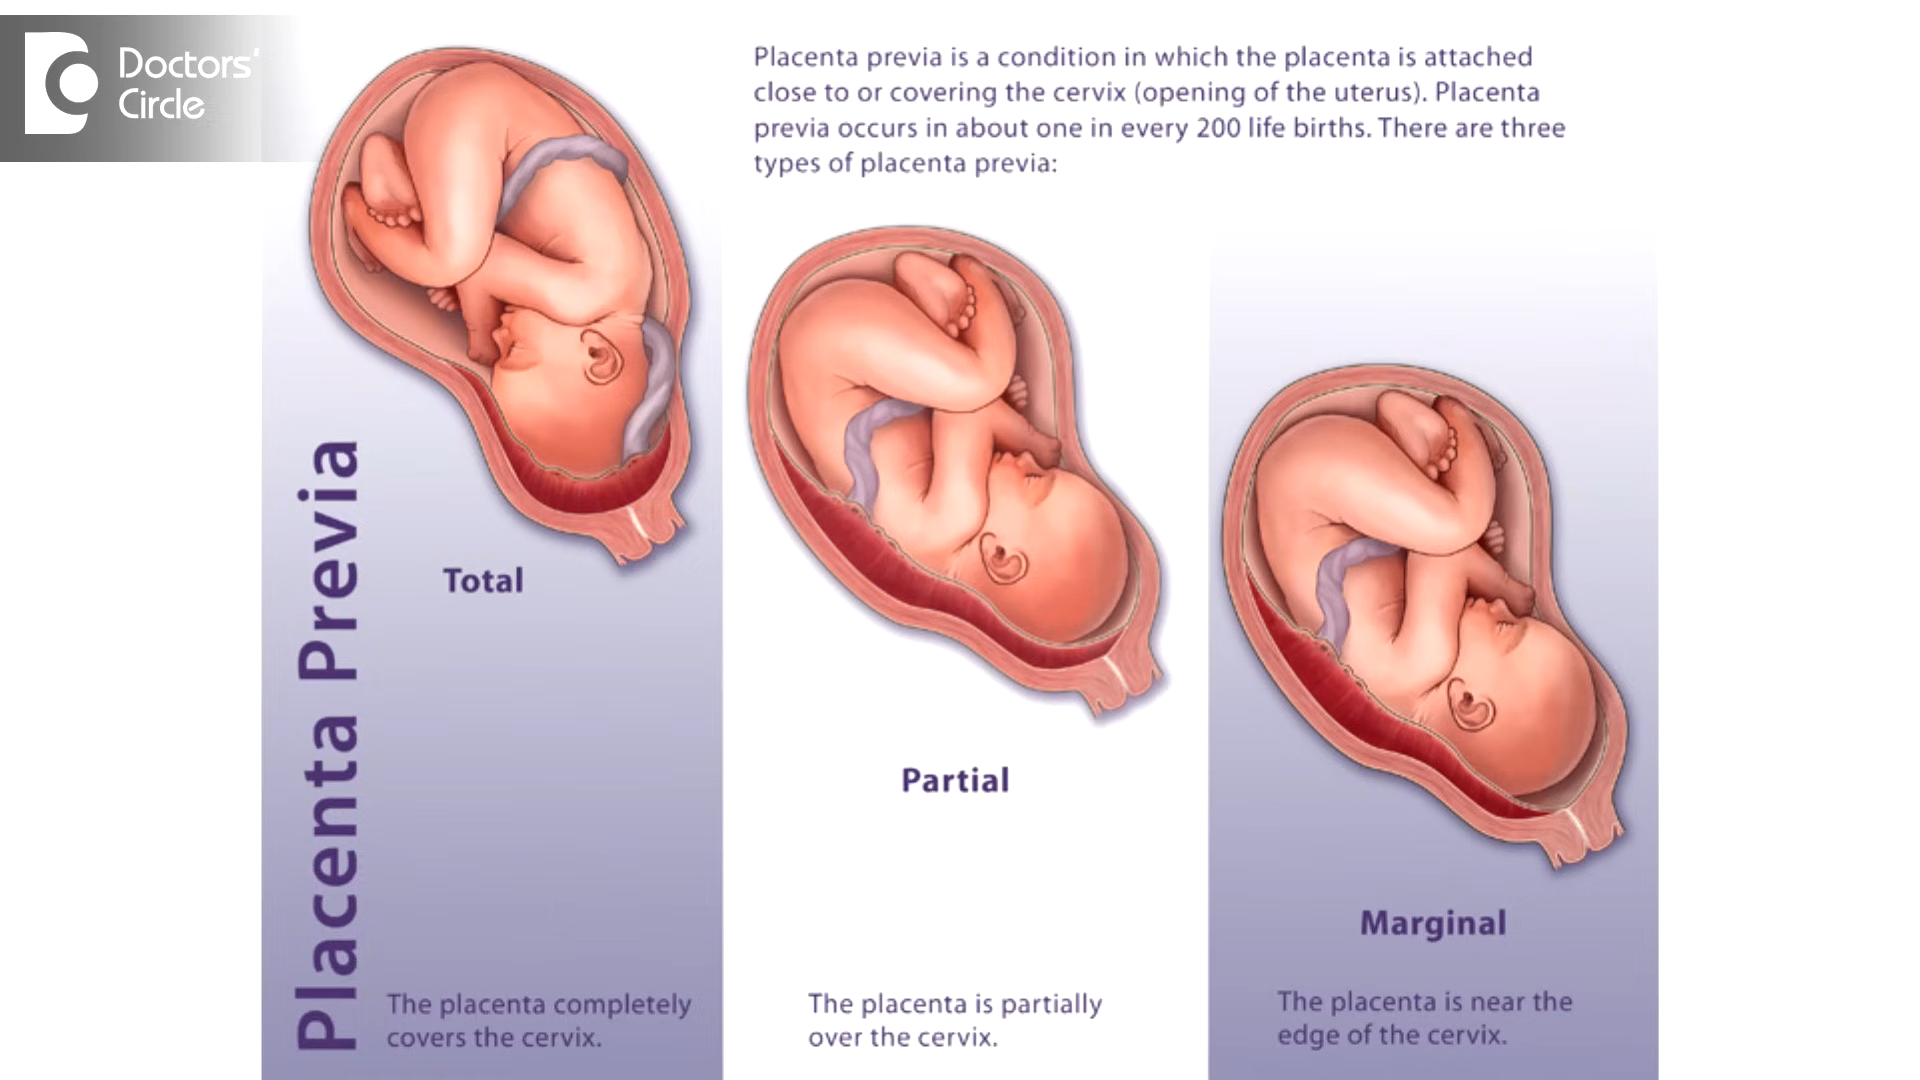 Doctors'
Circle
Placenta previa is a condition in which the placenta is attached
close to or covering the cervix (opening of the uterus). Placenta
previa occurs in about one in every 200 life births. There are three
types of placenta previa:
Placenta Previa
Total
The placenta completely
covers the cervix.
Partial
The placenta is partially
over the cervix.
Marginal
The placenta is near the
edge of the cervix.